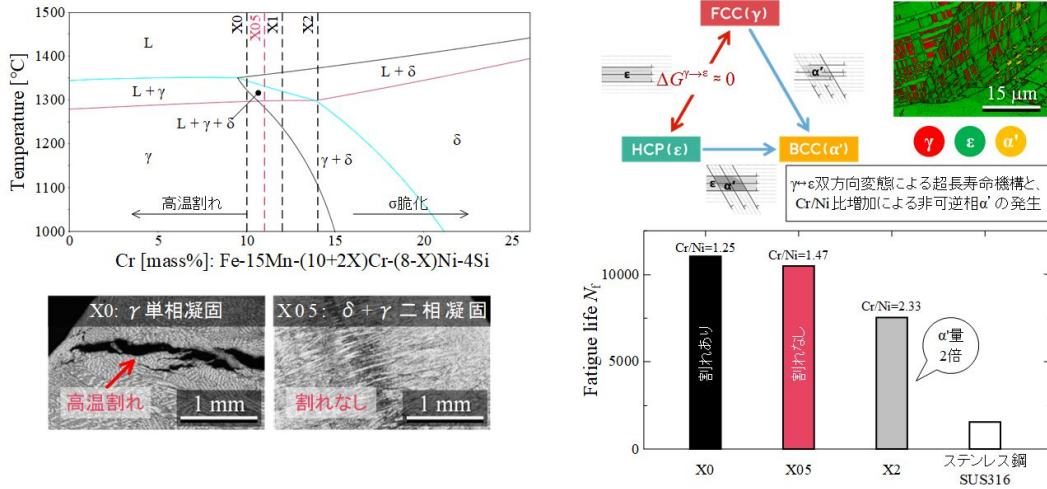 X0
X05
X1
X2
1500
1400
1300
1200
1100
1000
Temperature [°C]
L
L + δ
L + γ
L + γ + δ
γ
γ + δ
δ
高温割れ
σ脆化
0
5
10
15
20
25
Cr [mass%]: Fe-15Mn-(10+2X)Cr-(8-X)Ni-4Si
X0: γ単相凝固
高温割れ
1 mm
X05: δ+γ二相凝固
割れなし
1 mm
FCC(γ)
ε
ΔG^γ→ε ≈ 0
α'
HCP(ε)
BCC(α')
ε α'
15 µm
γ
ε
α'
γ↔ε双方向変態による超長寿命機構と、
Cr/Ni比増加による非可逆相α'の発生
Fatigue life Nf
10000
5000
0
Cr/Ni=1.25
割れあり
Cr/Ni=1.47
割れなし
Cr/Ni=2.33
α'量
2倍
X0
X05
X2
ステンレス鋼
SUS316